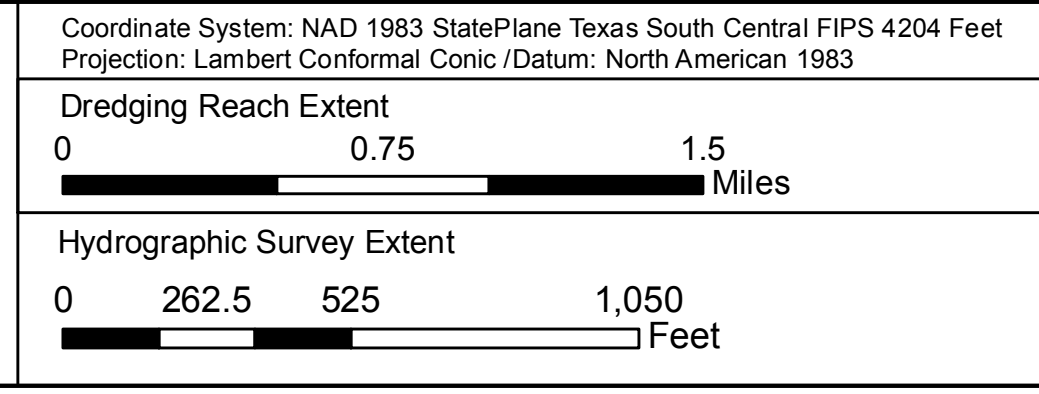 Coordinate System: NAD 1983 StatePlane Texas South Central FIPS 4204 Feet
Projection: Lambert Conformal Conic /Datum: North American 1983
Dredging Reach Extent
0 0.75 1.5
Miles
Hydrographic Survey Extent
0 262.5 525 1,050
Feet